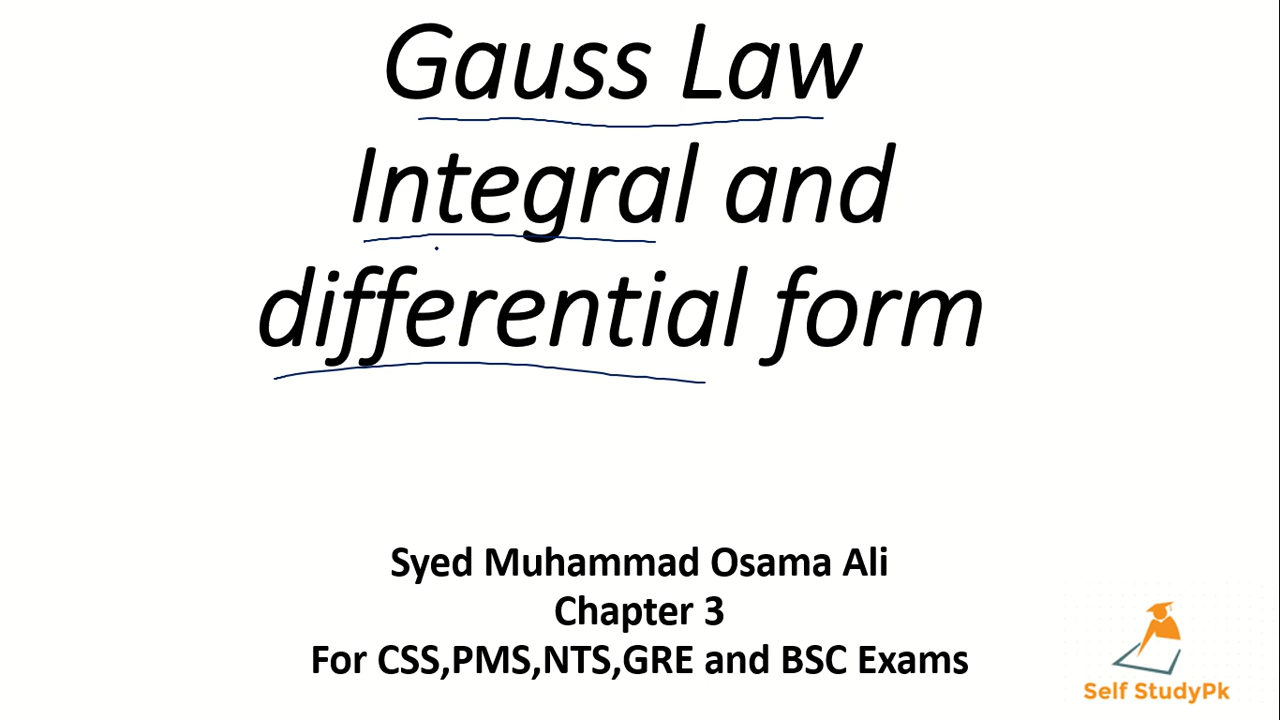 Gauss Law
Integral and
differential form
Syed Muhammad Osama Ali
Chapter 3
For CSS,PMS,NTS,GRE and BSC Exams
Self StudyPk